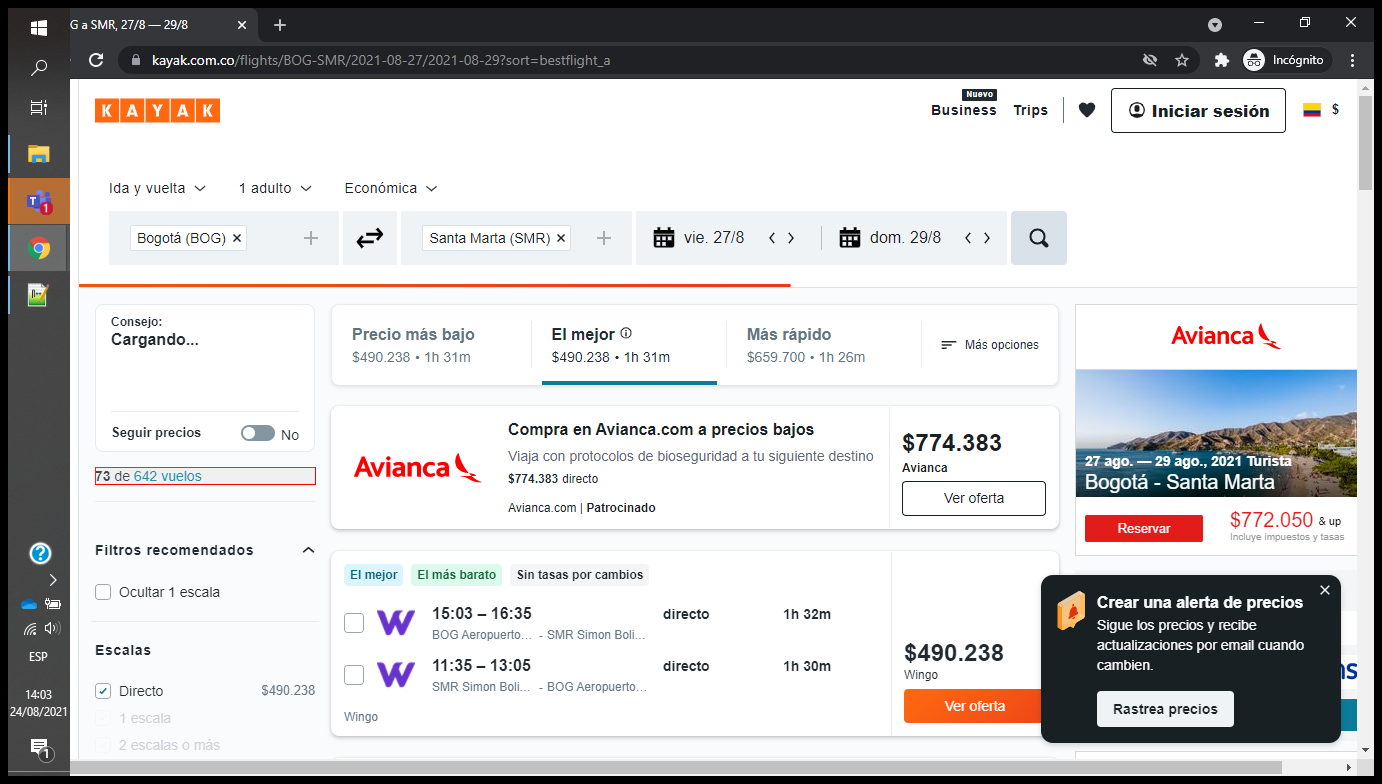 G a SMR, 27/8 — 29/8
kayak.com.co/flights/BOG-SMR/2021-08-27/2021-08-29?sort=bestflight_a
Incógnito
KAYAK
Nuevo
Business
Trips
Iniciar sesión
$
Ida y vuelta
1 adulto
Económica
Bogotá (BOG)
Santa Marta (SMR)
vie. 27/8
dom. 29/8
Consejo:
Cargando...
Seguir precios
No
73 de 642 vuelos
Filtros recomendados
Ocultar 1 escala
Escalas
Directo $490.238
1 escala
2 escalas o más
Precio más bajo
$490.238 • 1h 31m
El mejor
$490.238 • 1h 31m
Más rápido
$659.700 • 1h 26m
Más opciones
Avianca
Compra en Avianca.com a precios bajos
Viaja con protocolos de bioseguridad a tu siguiente destino
$774.383 directo
Avianca.com | Patrocinado
$774.383
Avianca
Ver oferta
El mejor
El más barato
Sin tasas por cambios
15:03 – 16:35 directo 1h 32m
BOG Aeropuerto... - SMR Simon Boli...
11:35 – 13:05 directo 1h 30m
SMR Simon Boli... - BOG Aeropuerto...
Wingo
$490.238
Wingo
Ver oferta
Avianca
27 ago. — 29 ago., 2021 Turista
Bogotá - Santa Marta
Reservar
$772.050 & up
Incluye impuestos y tasas
Crear una alerta de precios
Sigue los precios y recibe
actualizaciones por email cuando
cambien.
Rastrea precios
ESP
14:03
24/08/2021
1